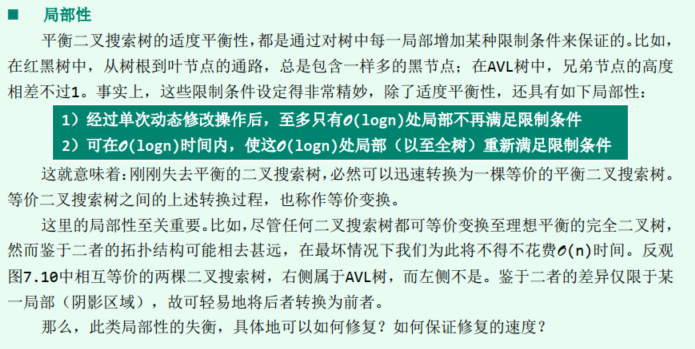 ■ 局部性
平衡二叉搜索树的适度平衡性，都是通过对树中每一局部增加某种限制条件来保证的。比如，
在红黑树中，从树根到叶节点的通路，总是包含一样多的黑节点；在AVL树中，兄弟节点的高度
相差不过1。事实上，这些限制条件设定得非常精妙，除了适度平衡性，还具有如下局部性：
1）经过单次动态修改操作后，至多只有O(logn)处局部不再满足限制条件
2）可在O(logn)时间内，使这O(logn)处局部（以至全树）重新满足限制条件
这就意味着：刚刚失去平衡的二叉搜索树，必然可以迅速转换为一棵等价的平衡二叉搜索树。
等价二叉搜索树之间的上述转换过程，也称作等价变换。
这里的局部性至关重要。比如，尽管任何二叉搜索树都可等价变换至理想平衡的完全二叉树，
然而鉴于二者的拓扑结构可能相去甚远，在最坏情况下我们为此将不得不花费O(n)时间。反观
图7.10中相互等价的两棵二叉搜索树，右侧属于AVL树，而左侧不是。鉴于二者的差异仅限于某
一局部（阴影区域），故可轻易地将后者转换为前者。
那么，此类局部性的失衡，具体地可以如何修复？如何保证修复的速度？